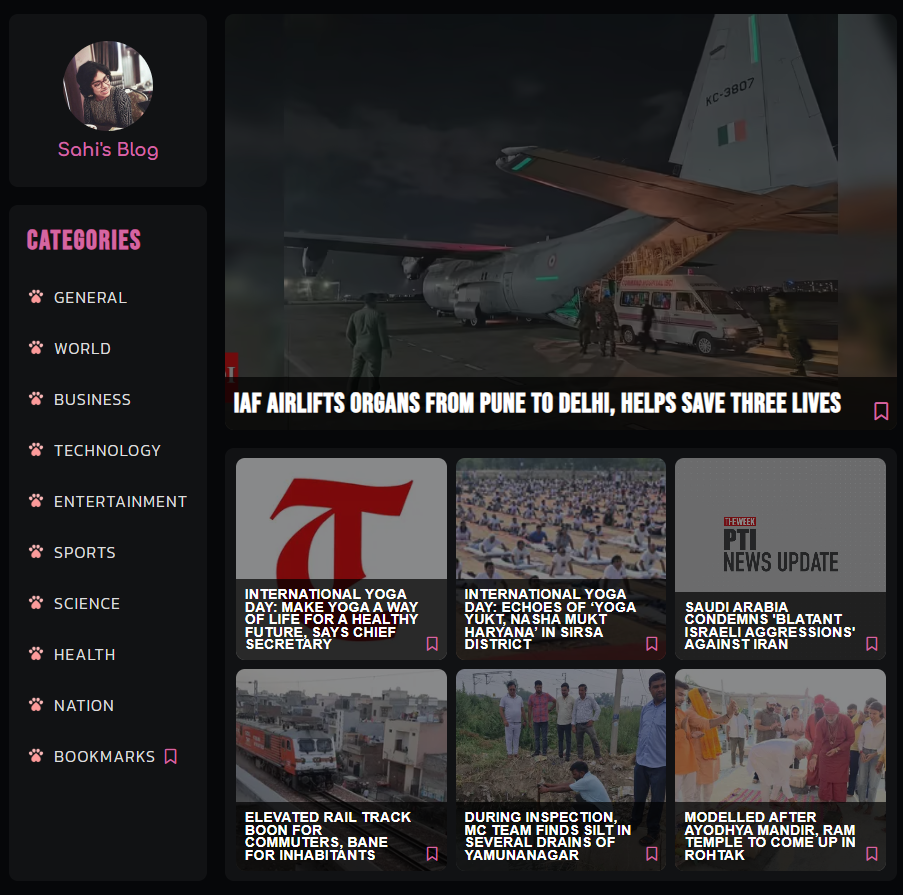 Sahi's Blog
CATEGORIES
GENERAL
WORLD
BUSINESS
TECHNOLOGY
ENTERTAINMENT
SPORTS
SCIENCE
HEALTH
NATION
BOOKMARKS
KC-3807
IAF AIRLIFTS ORGANS FROM PUNE TO DELHI, HELPS SAVE THREE LIVES
INTERNATIONAL YOGA
DAY: MAKE YOGA A WAY
OF LIFE FOR A HEALTHY
FUTURE, SAYS CHIEF
SECRETARY
INTERNATIONAL YOGA
DAY: ECHOES OF ‘YOGA
YUKT, NASHA MUKT
HARYANA’ IN SIRSA
DISTRICT
THEWEEK
PTI
NEWS UPDATE
SAUDI ARABIA
CONDEMNS 'BLATANT
ISRAELI AGGRESSIONS'
AGAINST IRAN
ELEVATED RAIL TRACK
BOON FOR
COMMUTERS, BANE
FOR INHABITANTS
DURING INSPECTION,
MC TEAM FINDS SILT IN
SEVERAL DRAINS OF
YAMUNANAGAR
MODELLED AFTER
AYODHYA MANDIR, RAM
TEMPLE TO COME UP IN
ROHTAK